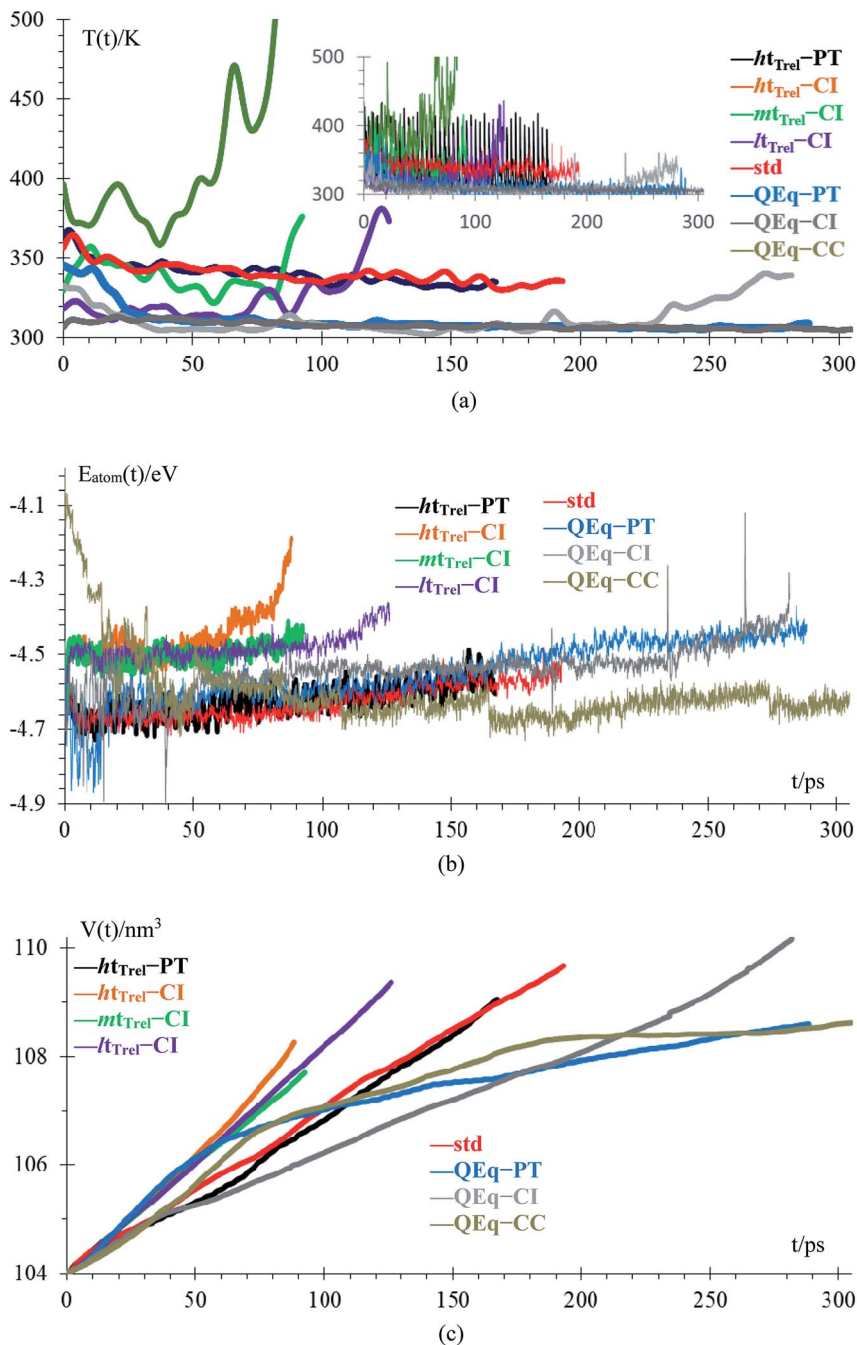 500
450
400
350
300
T(t)/K
500
400
300
0 100 200 300
htTrel–PT
htTrel–CI
mtTrel–CI
ltTrel–CI
std
QEq–PT
QEq–CI
QEq–CC
0 50 100 150 200 250 300
(a)
Eatom(t)/eV
-4.1
-4.3
-4.5
-4.7
-4.9
htTrel–PT
htTrel–CI
mtTrel–CI
ltTrel–CI
std
QEq–PT
QEq–CI
QEq–CC
t/ps
0 50 100 150 200 250 300
(b)
V(t)/nm³
110
108
106
104
htTrel–PT
htTrel–CI
mtTrel–CI
ltTrel–CI
std
QEq–PT
QEq–CI
QEq–CC
t/ps
0 50 100 150 200 250 300
(c)